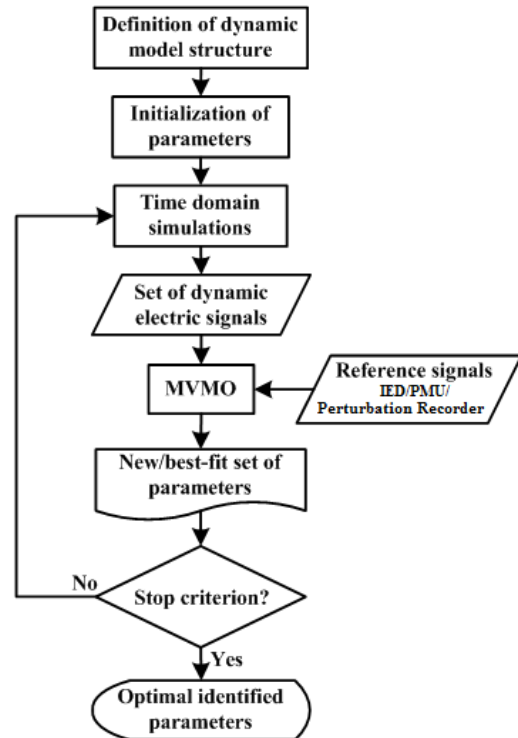 Definition of dynamic
model structure
Initialization of
parameters
Time domain
simulations
Set of dynamic
electric signals
MVMO
Reference signals
IED/PMU/
Perturbation Recorder
New/best-fit set of
parameters
No
Stop criterion?
Yes
Optimal identified
parameters